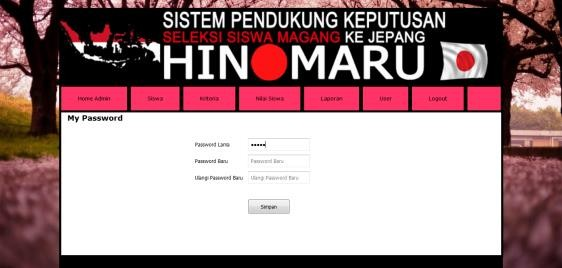 SISTEM PENDUKUNG KEPUTUSAN
SELEKSI SISWA MAGANG KE JEPANG
HINOMARU
Home Admin Siswa Kriteria Nilai Siswa Laporan User Logout
My Password
Password Lama •••••
Password Baru Password Baru
Ulangi Password Baru Ulangi Password Baru
Simpan